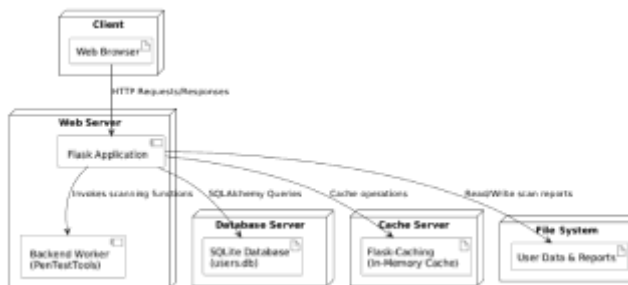 Client
Web Browser
HTTP Requests/Responses
Web Server
Flask Application
Invokes scanning functions
SQLAlchemy Queries
Cache operations
Read/Write scan reports
Backend Worker
(PenTestTools)
Database Server
SQLite Database
(users.db)
Cache Server
Flask-Caching
(In-Memory Cache)
File System
User Data & Reports